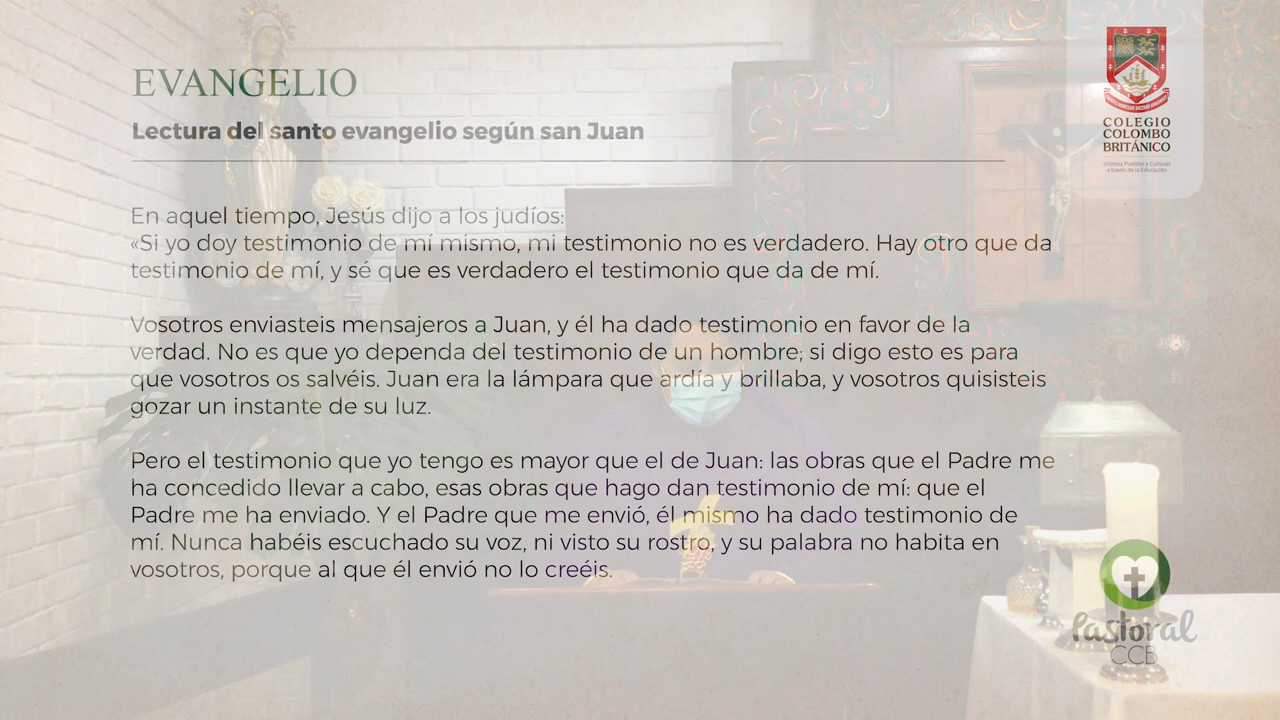 EVANGELIO
Lectura del santo evangelio según san Juan
COLEGIO
COLOMBO
BRITÁNICO
Unimos Pueblos y Culturas
a través de la Educación
En aquel tiempo, Jesús dijo a los judíos:
«Si yo doy testimonio de mí mismo, mi testimonio no es verdadero. Hay otro que da
testimonio de mí, y sé que es verdadero el testimonio que da de mí.
Vosotros enviasteis mensajeros a Juan, y él ha dado testimonio en favor de la
verdad. No es que yo dependa del testimonio de un hombre; si digo esto es para
que vosotros os salvéis. Juan era la lámpara que ardía y brillaba, y vosotros quisisteis
gozar un instante de su luz.
Pero el testimonio que yo tengo es mayor que el de Juan: las obras que el Padre me
ha concedido llevar a cabo, esas obras que hago dan testimonio de mí: que el
Padre me ha enviado. Y el Padre que me envió, él mismo ha dado testimonio de
mí. Nunca habéis escuchado su voz, ni visto su rostro, y su palabra no habita en
vosotros, porque al que él envió no lo creéis.
Pastoral
CCB